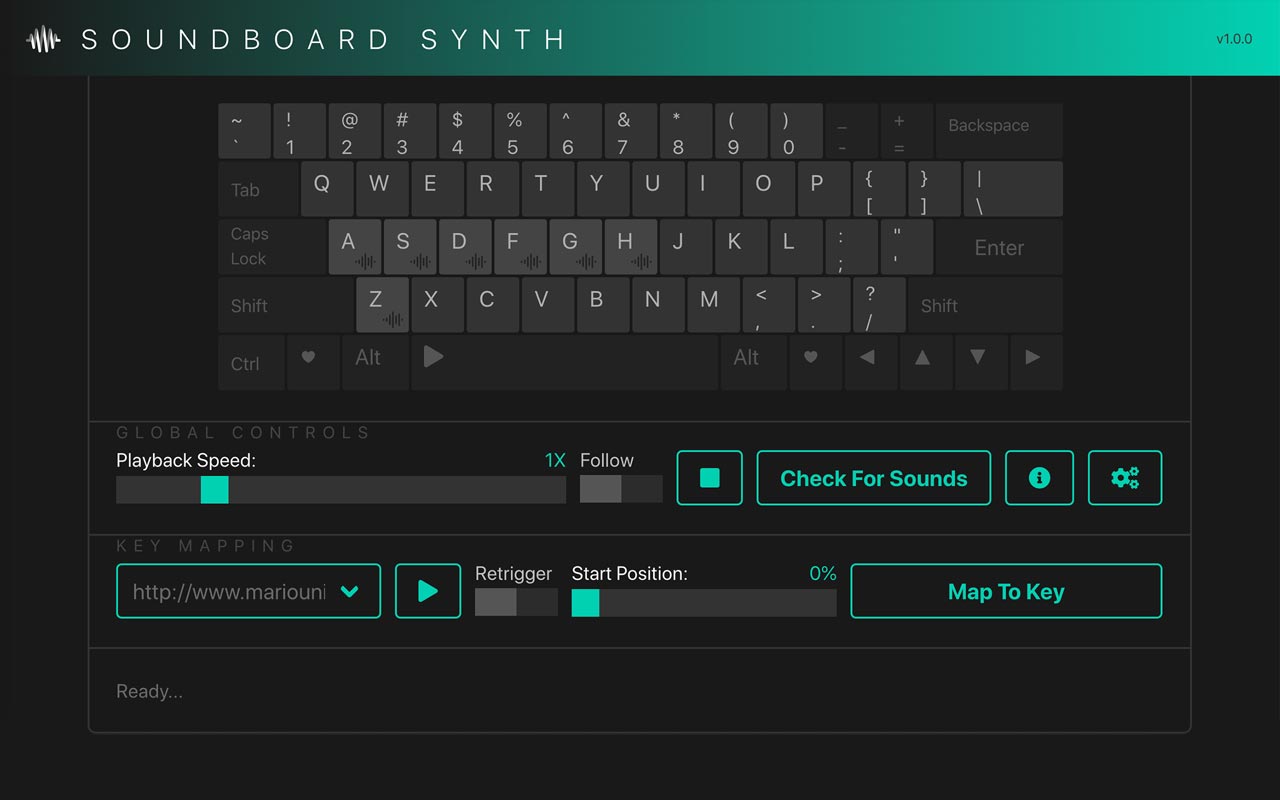 SOUNDBOARD SYNTH
v1.0.0
~ ! @ # $ % ^ & * ( ) _ + Backspace
` 1 2 3 4 5 6 7 8 9 0 - =
Tab Q W E R T Y U I O P { } |
[ ] \
Caps Lock A S D F G H J K L : " Enter
; '
Shift Z X C V B N M < > ? Shift
, . /
Ctrl Alt Alt
GLOBAL CONTROLS
Playback Speed: 1X Follow
Check For Sounds
KEY MAPPING
http://www.mariouni Retrigger Start Position: 0% Map To Key
Ready...